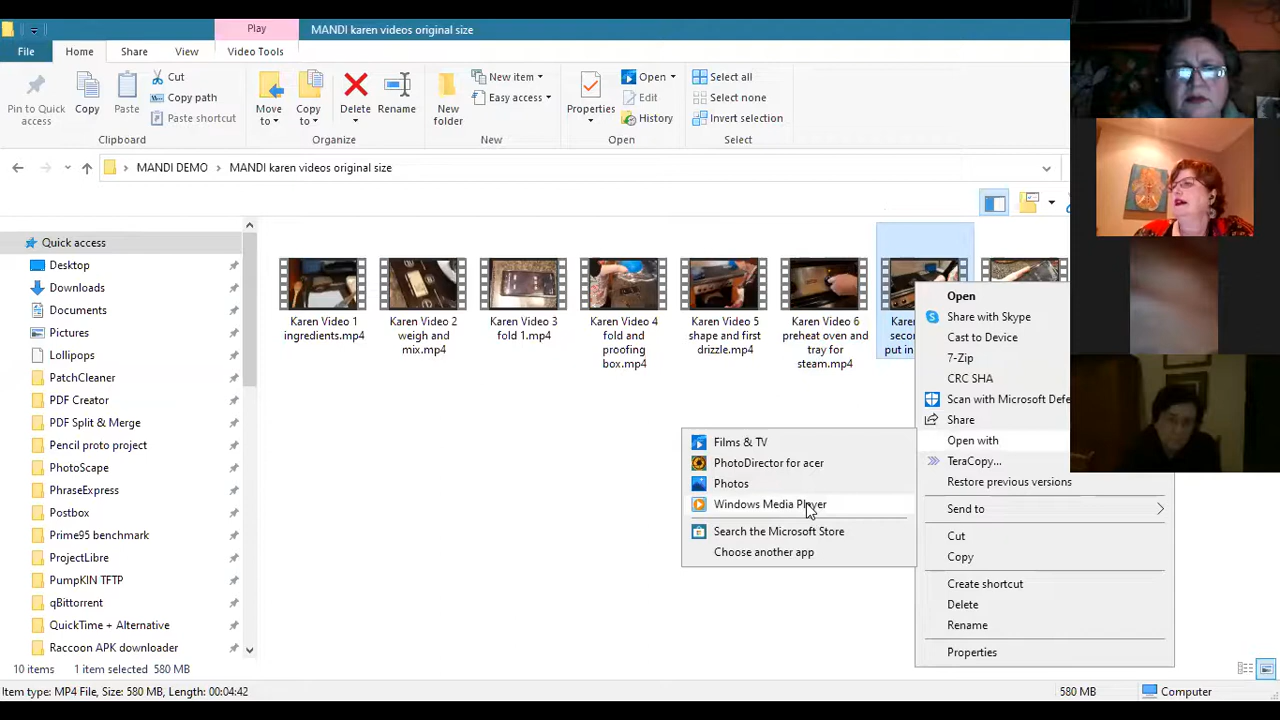 Play
MANDI karen videos original size
File
Home
Share
View
Video Tools
Pin to Quick
access
Copy
Paste
Cut
Copy path
Paste shortcut
Clipboard
Move
to
Copy
to
Delete
Rename
Organize
New
folder
New item
Easy access
New
Properties
Open
Edit
History
Open
Select all
Select none
Invert selection
Select
MANDI DEMO > MANDI karen videos original size
Quick access
Desktop
Downloads
Documents
Pictures
Lollipops
PatchCleaner
PDF Creator
PDF Split & Merge
Pencil proto project
PhotoScape
PhraseExpress
Postbox
Prime95 benchmark
ProjectLibre
PumpKIN TFTP
qBittorrent
QuickTime + Alternative
Raccoon APK downloader
Karen Video 1
ingredients.mp4
Karen Video 2
weigh and
mix.mp4
Karen Video 3
fold 1.mp4
Karen Video 4
fold and
proofing
box.mp4
Karen Video 5
shape and first
drizzle.mp4
Karen Video 6
preheat oven and
tray for
steam.mp4
Karen
secon
put in
Open
Share with Skype
Cast to Device
7-Zip
CRC SHA
Scan with Microsoft Defe
Share
Open with
TeraCopy...
Restore previous versions
Send to
Cut
Copy
Create shortcut
Delete
Rename
Properties
Films & TV
PhotoDirector for acer
Photos
Windows Media Player
Search the Microsoft Store
Choose another app
10 items
1 item selected 580 MB
Item type: MP4 File, Size: 580 MB, Length: 00:04:42
580 MB
Computer